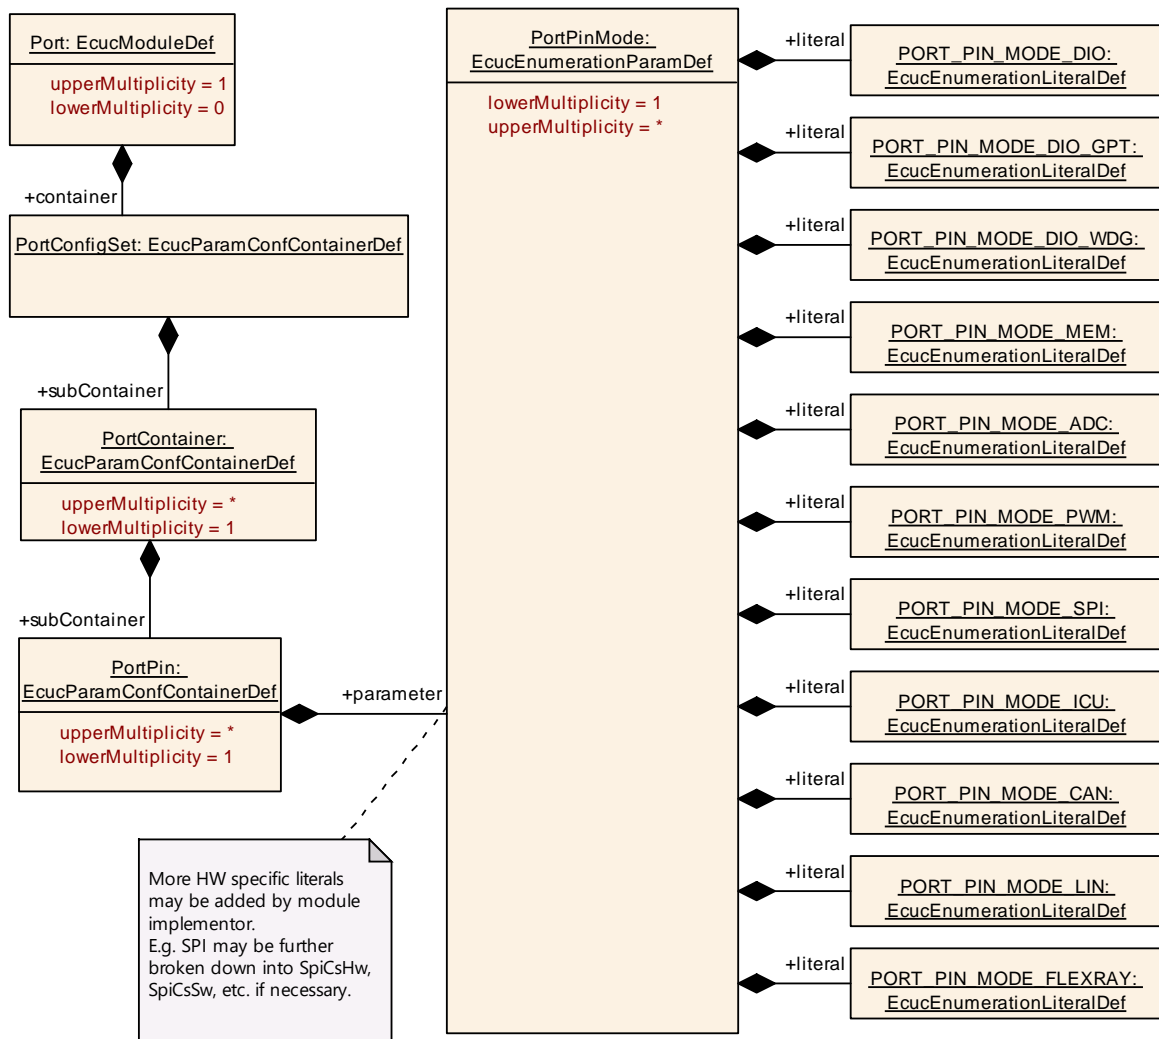 Port: EcucModuleDef
upperMultiplicity = 1
lowerMultiplicity = 0
+container
PortConfigSet: EcucParamConfContainerDef
+subContainer
PortContainer:
EcucParamConfContainerDef
upperMultiplicity = *
lowerMultiplicity = 1
+subContainer
PortPin:
EcucParamConfContainerDef
upperMultiplicity = *
lowerMultiplicity = 1
+parameter
More HW specific literals
may be added by module
implementor.
E.g. SPI may be further
broken down into SpiCsHw,
SpiCsSw, etc. if necessary.
PortPinMode:
EcucEnumerationParamDef
lowerMultiplicity = 1
upperMultiplicity = *
+literal
PORT_PIN_MODE_DIO:
EcucEnumerationLiteralDef
+literal
PORT_PIN_MODE_DIO_GPT:
EcucEnumerationLiteralDef
+literal
PORT_PIN_MODE_DIO_WDG:
EcucEnumerationLiteralDef
+literal
PORT_PIN_MODE_MEM:
EcucEnumerationLiteralDef
+literal
PORT_PIN_MODE_ADC:
EcucEnumerationLiteralDef
+literal
PORT_PIN_MODE_PWM:
EcucEnumerationLiteralDef
+literal
PORT_PIN_MODE_SPI:
EcucEnumerationLiteralDef
+literal
PORT_PIN_MODE_ICU:
EcucEnumerationLiteralDef
+literal
PORT_PIN_MODE_CAN:
EcucEnumerationLiteralDef
+literal
PORT_PIN_MODE_LIN:
EcucEnumerationLiteralDef
+literal
PORT_PIN_MODE_FLEXRAY:
EcucEnumerationLiteralDef